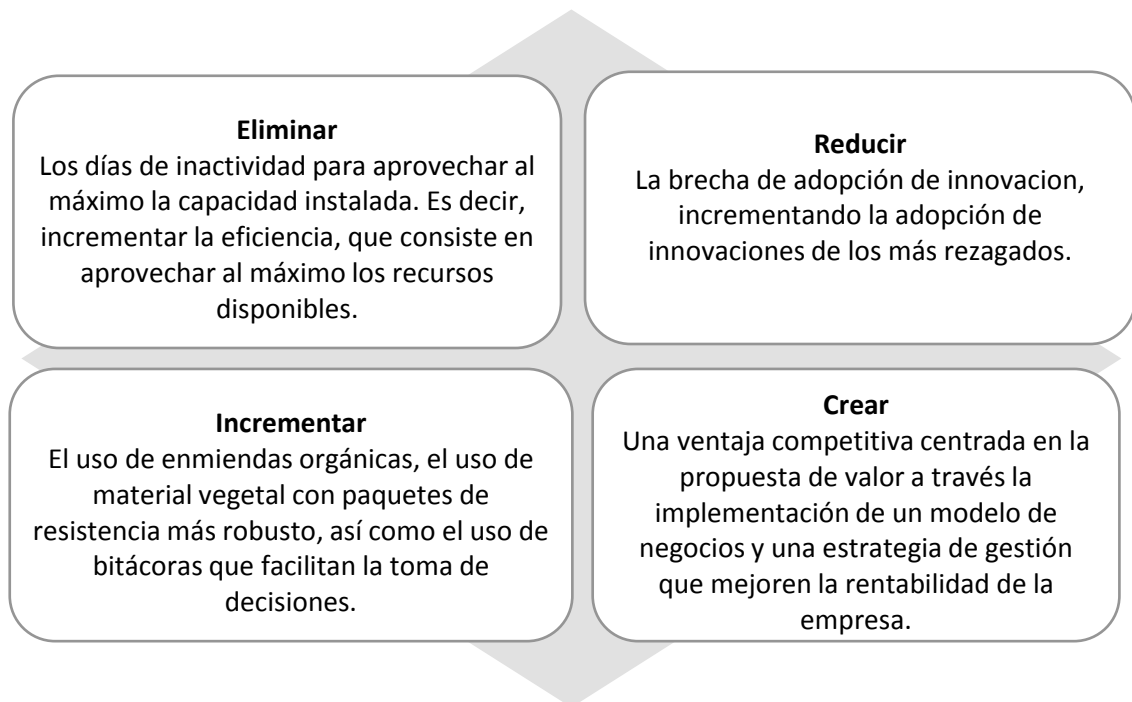 Eliminar
Los días de inactividad para aprovechar al
máximo la capacidad instalada. Es decir,
incrementar la eficiencia, que consiste en
aprovechar al máximo los recursos
disponibles.
Reducir
La brecha de adopción de innovacion,
incrementando la adopción de
innovaciones de los más rezagados.
Incrementar
El uso de enmiendas orgánicas, el uso de
material vegetal con paquetes de
resistencia más robusto, así como el uso de
bitácoras que facilitan la toma de
decisiones.
Crear
Una ventaja competitiva centrada en la
propuesta de valor a través la
implementación de un modelo de
negocios y una estrategia de gestión
que mejoren la rentabilidad de la
empresa.